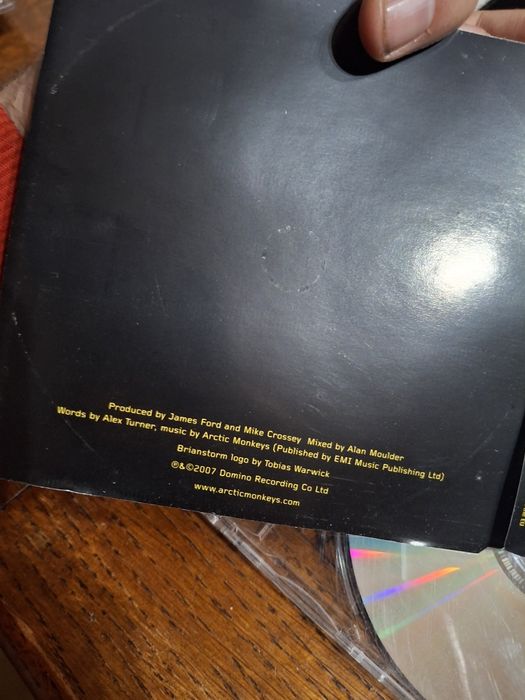 Produced by James Ford and Mike Crossey Mixed by Alan Moulder
Words by Alex Turner, music by Arctic Monkeys (Published by EMI Music Publishing Ltd)
Brianstorm logo by Tobias Warwick
℗&©2007 Domino Recording Co Ltd
www.arcticmonkeys.com